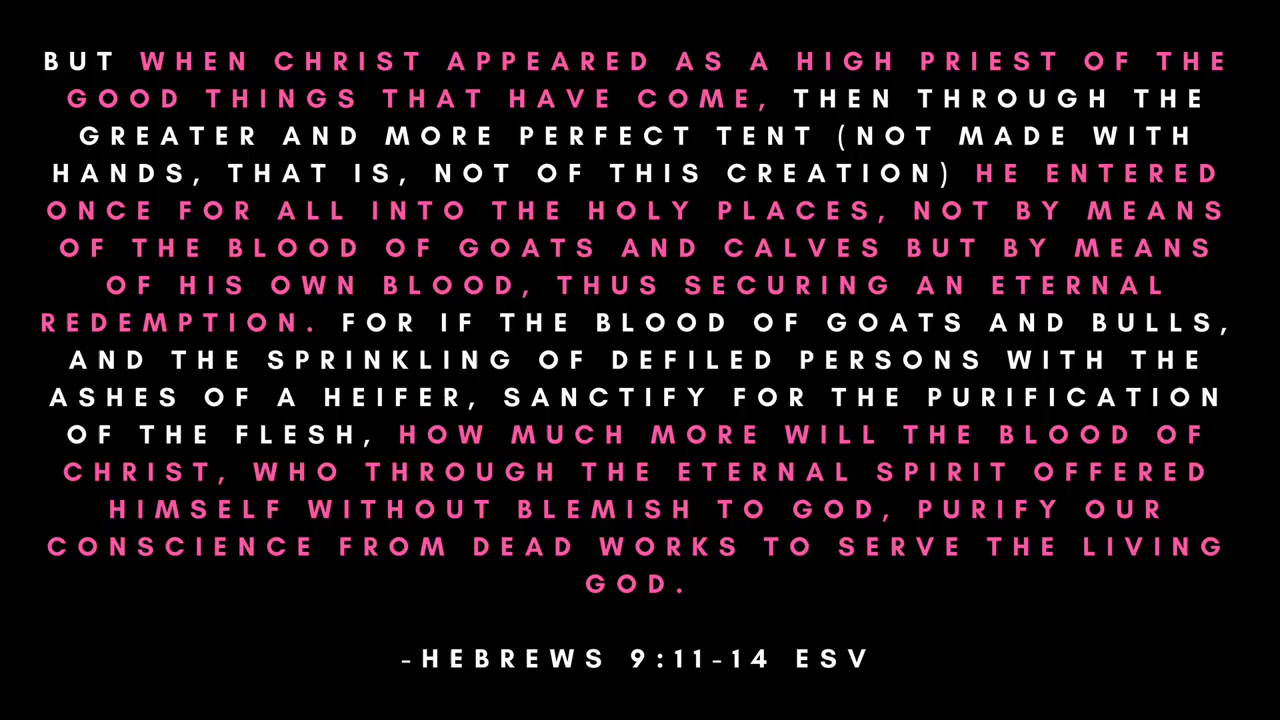 BUT WHEN CHRIST APPEARED AS A HIGH PRIEST OF THE
GOOD THINGS THAT HAVE COME, THEN THROUGH THE
GREATER AND MORE PERFECT TENT (NOT MADE WITH
HANDS, THAT IS, NOT OF THIS CREATION) HE ENTERED
ONCE FOR ALL INTO THE HOLY PLACES, NOT BY MEANS
OF THE BLOOD OF GOATS AND CALVES BUT BY MEANS
OF HIS OWN BLOOD, THUS SECURING AN ETERNAL
REDEMPTION. FOR IF THE BLOOD OF GOATS AND BULLS,
AND THE SPRINKLING OF DEFILED PERSONS WITH THE
ASHES OF A HEIFER, SANCTIFY FOR THE PURIFICATION
OF THE FLESH, HOW MUCH MORE WILL THE BLOOD OF
CHRIST, WHO THROUGH THE ETERNAL SPIRIT OFFERED
HIMSELF WITHOUT BLEMISH TO GOD, PURIFY OUR
CONSCIENCE FROM DEAD WORKS TO SERVE THE LIVING
GOD.
-HEBREWS 9:11-14 ESV